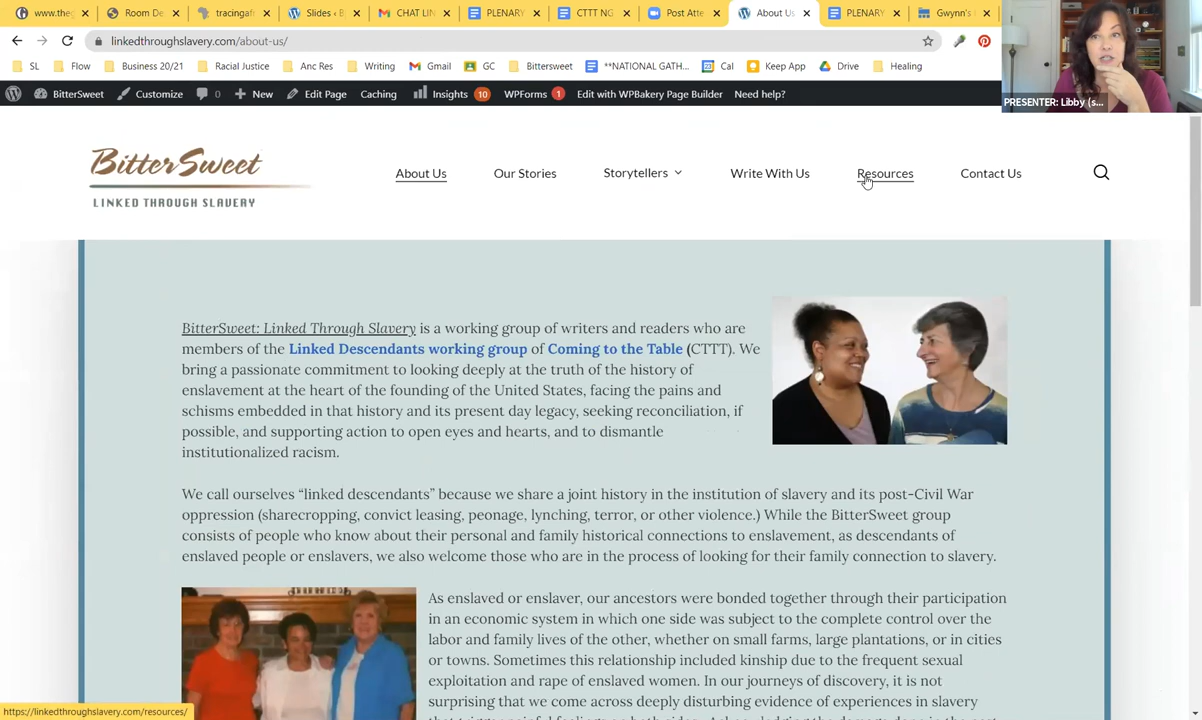 www.theg
Room De
tracingaf
Slides ‹ B
CHAT LIN
PLENARY
CTTT NG
Post Atte
About Us
PLENARY
Gwynn's
linkedthroughslavery.com/about-us/
SL Flow Business 20/21 Racial Justice Anc Res Writing Gmail GC Bittersweet **NATIONAL GATH... Cal Keep App Drive Healing
BitterSweet Customize 0 New Edit Page Caching Insights 10 WPForms 1 Edit with WPBakery Page Builder Need help?
PRESENTER: Libby (s...
BitterSweet
LINKED THROUGH SLAVERY
About Us Our Stories Storytellers Write With Us Resources Contact Us
BitterSweet: Linked Through Slavery is a working group of writers and readers who are
members of the Linked Descendants working group of Coming to the Table (CTTT). We
bring a passionate commitment to looking deeply at the truth of the history of
enslavement at the heart of the founding of the United States, facing the pains and
schisms embedded in that history and its present day legacy, seeking reconciliation, if
possible, and supporting action to open eyes and hearts, and to dismantle
institutionalized racism.
We call ourselves “linked descendants” because we share a joint history in the institution of slavery and its post-Civil War
oppression (sharecropping, convict leasing, peonage, lynching, terror, or other violence.) While the BitterSweet group
consists of people who know about their personal and family historical connections to enslavement, as descendants of
enslaved people or enslavers, we also welcome those who are in the process of looking for their family connection to slavery.
As enslaved or enslaver, our ancestors were bonded together through their participation
in an economic system in which one side was subject to the complete control over the
labor and family lives of the other, whether on small farms, large plantations, or in cities
or towns. Sometimes this relationship included kinship due to the frequent sexual
exploitation and rape of enslaved women. In our journeys of discovery, it is not
surprising that we come across deeply disturbing evidence of experiences in slavery
https://linkedthroughslavery.com/resources/